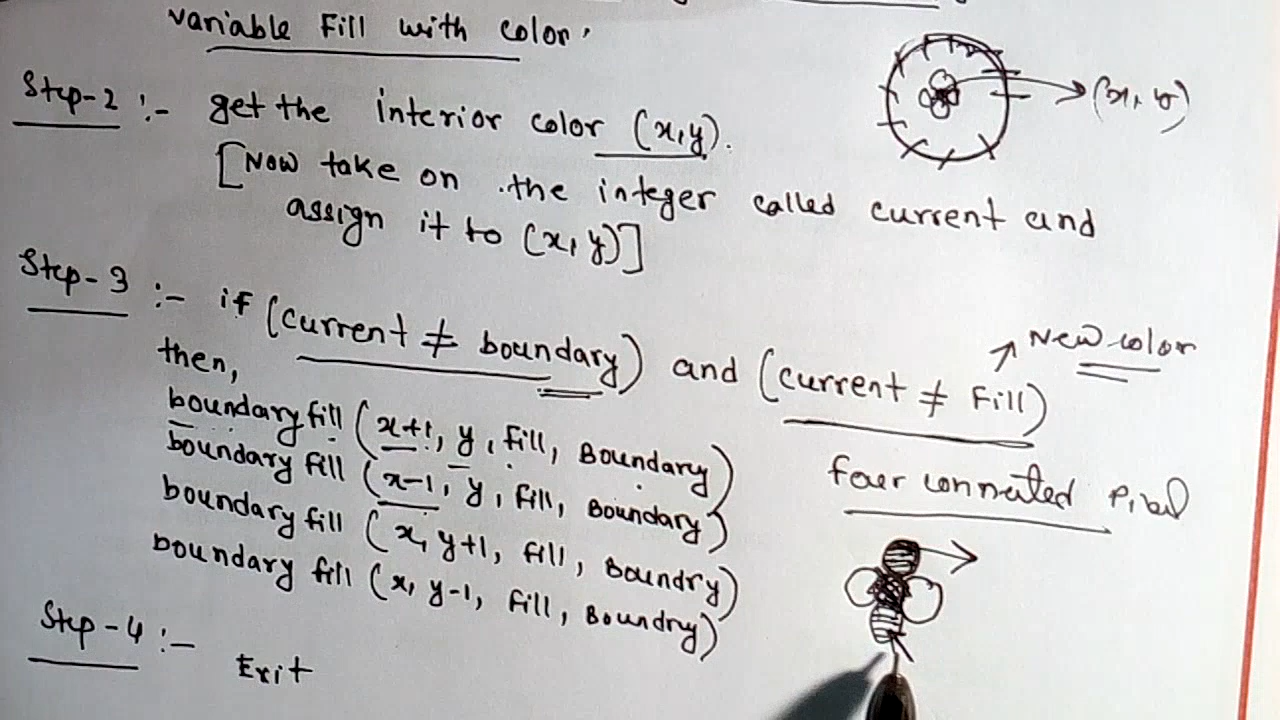 variable Fill with color.
Step-2 :- get the interior color (x,y).
(x, y)
[Now take on the integer called current and
assign it to (x, y)]
Step-3 :- if (current ≠ boundary) and (current ≠ Fill)
New color
then,
boundary fill (x+1, y, fill, Boundary)
boundary fill (x-1, y, fill, Boundary)
boundary fill (x, y+1, fill, Boundry)
boundary fill (x, y-1, fill, Boundry)
four connected Pixel
Step-4 :- Exit